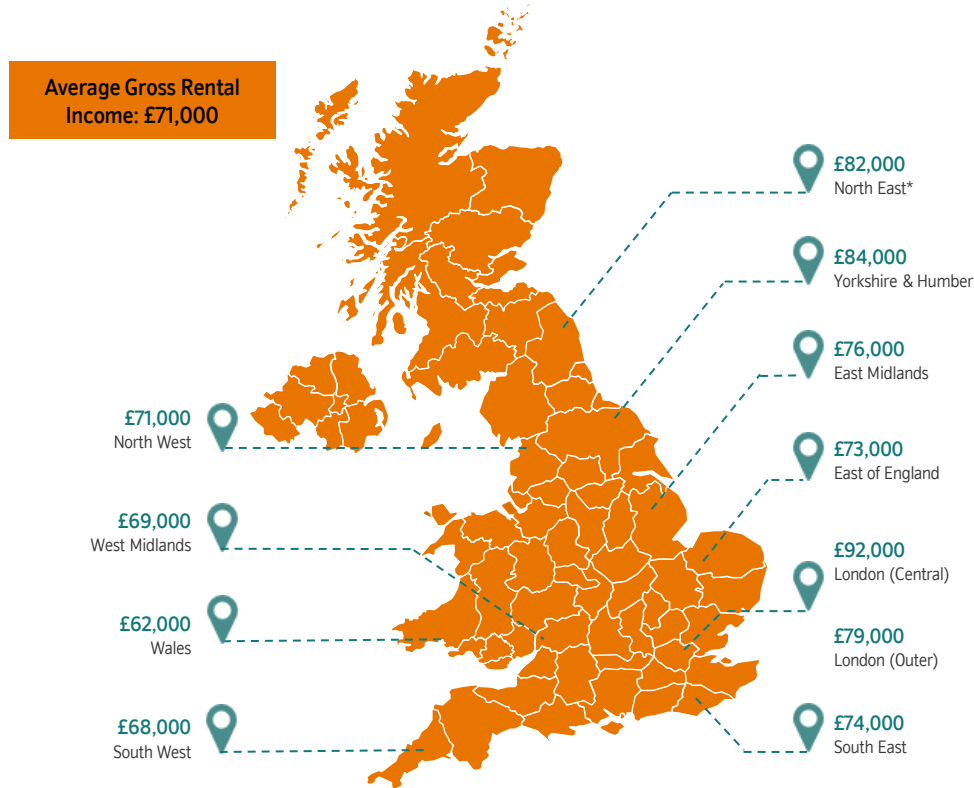 Average Gross Rental
Income: £71,000
£82,000
North East*
£84,000
Yorkshire & Humber
£76,000
East Midlands
£71,000
North West
£73,000
East of England
£69,000
West Midlands
£92,000
London (Central)
£62,000
Wales
£79,000
London (Outer)
£68,000
South West
£74,000
South East